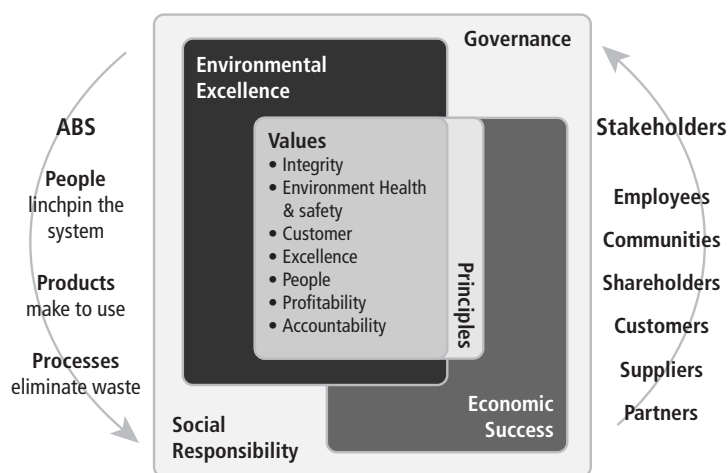 ABS
People
linchpin the
system
Products
make to use
Processes
eliminate waste
Governance
Environmental
Excellence
Values
• Integrity
• Environment Health
& safety
• Customer
• Excellence
• People
• Profitability
• Accountability
Principles
Economic
Success
Social
Responsibility
Stakeholders
Employees
Communities
Shareholders
Customers
Suppliers
Partners